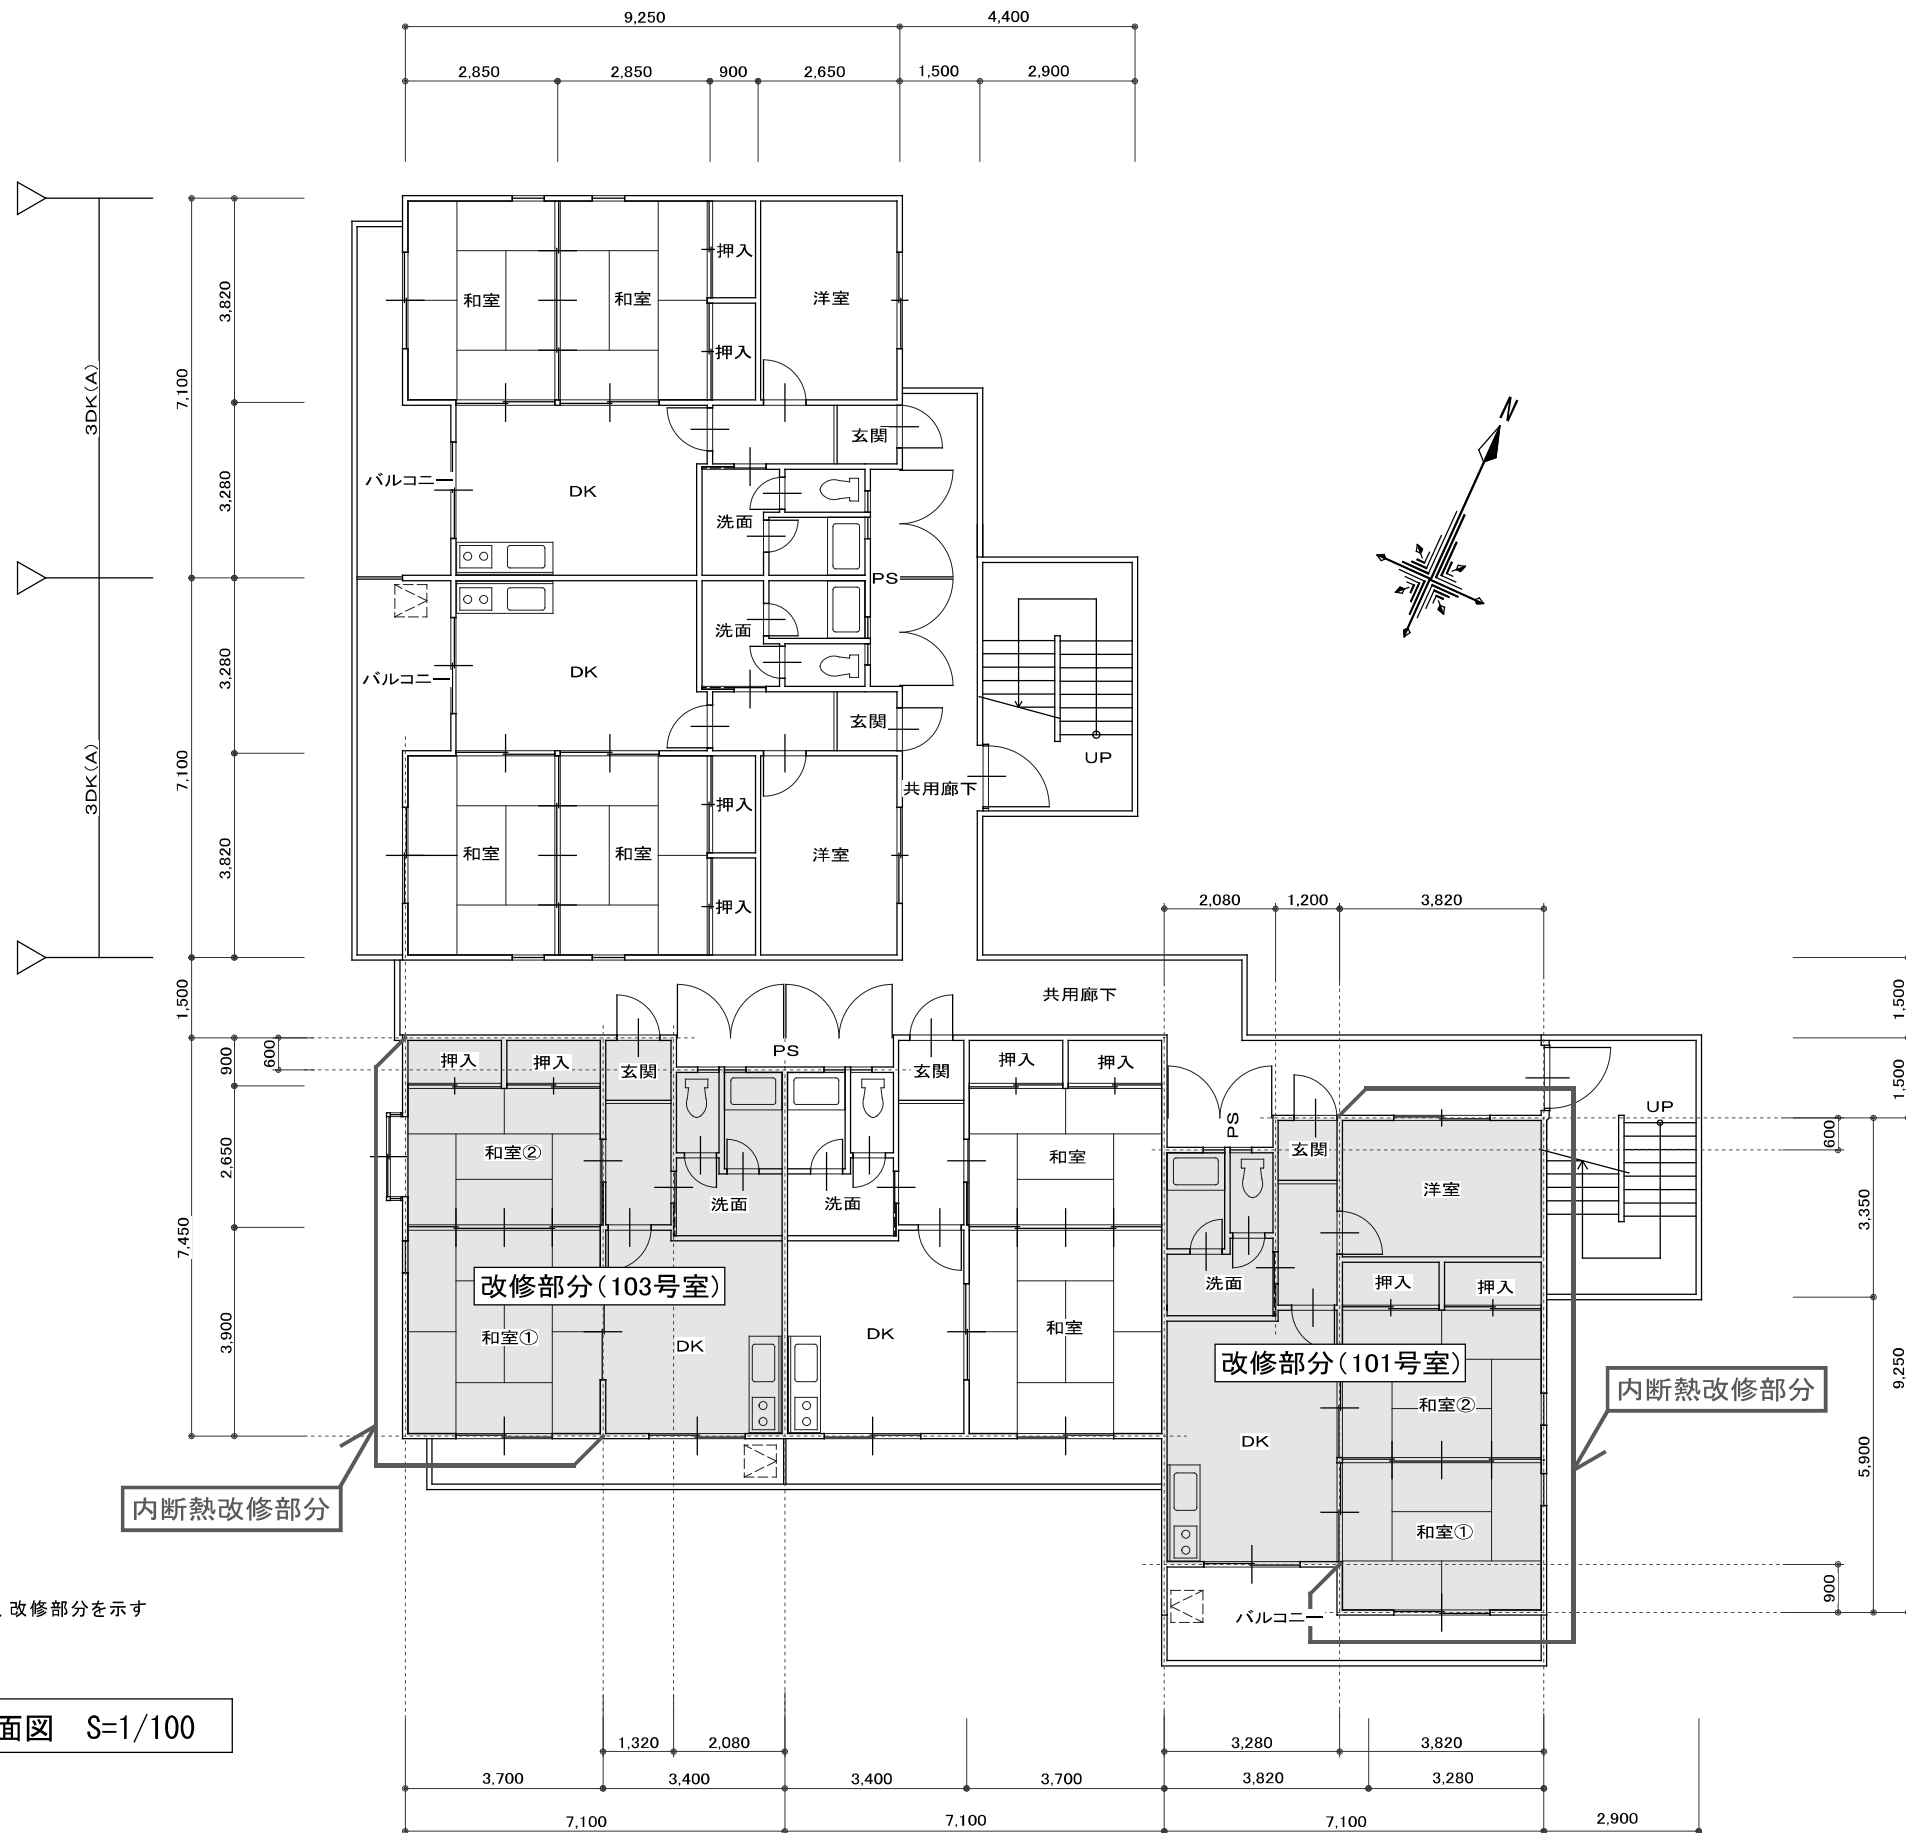 9,250
4,400
2,850
2,850
900
2,650
1,500
2,900
3DK(A)
7,100
3,820
3,280
3DK(A)
7,100
3,280
3,820
1,500
和室
和室
押入
押入
洋室
玄関
バルコニー
DK
洗面
PS
バルコニー
DK
洗面
玄関
UP
共用廊下
和室
和室
押入
押入
洋室
N
2,080
1,200
3,820
共用廊下
1,500
1,500
600
3,350
9,250
5,900
900
900
600
2,650
7,450
3,900
押入
押入
玄関
PS
玄関
押入
押入
和室②
洗面
洗面
和室
改修部分(103号室)
和室①
DK
DK
和室
PS
玄関
洋室
UP
洗面
押入
押入
改修部分(101号室)
内断熱改修部分
和室②
DK
和室①
バルコニー
内断熱改修部分
改修部分を示す
面図 S=1/100
1,320
2,080
3,280
3,820
3,700
3,400
3,400
3,700
3,820
3,280
7,100
7,100
7,100
2,900